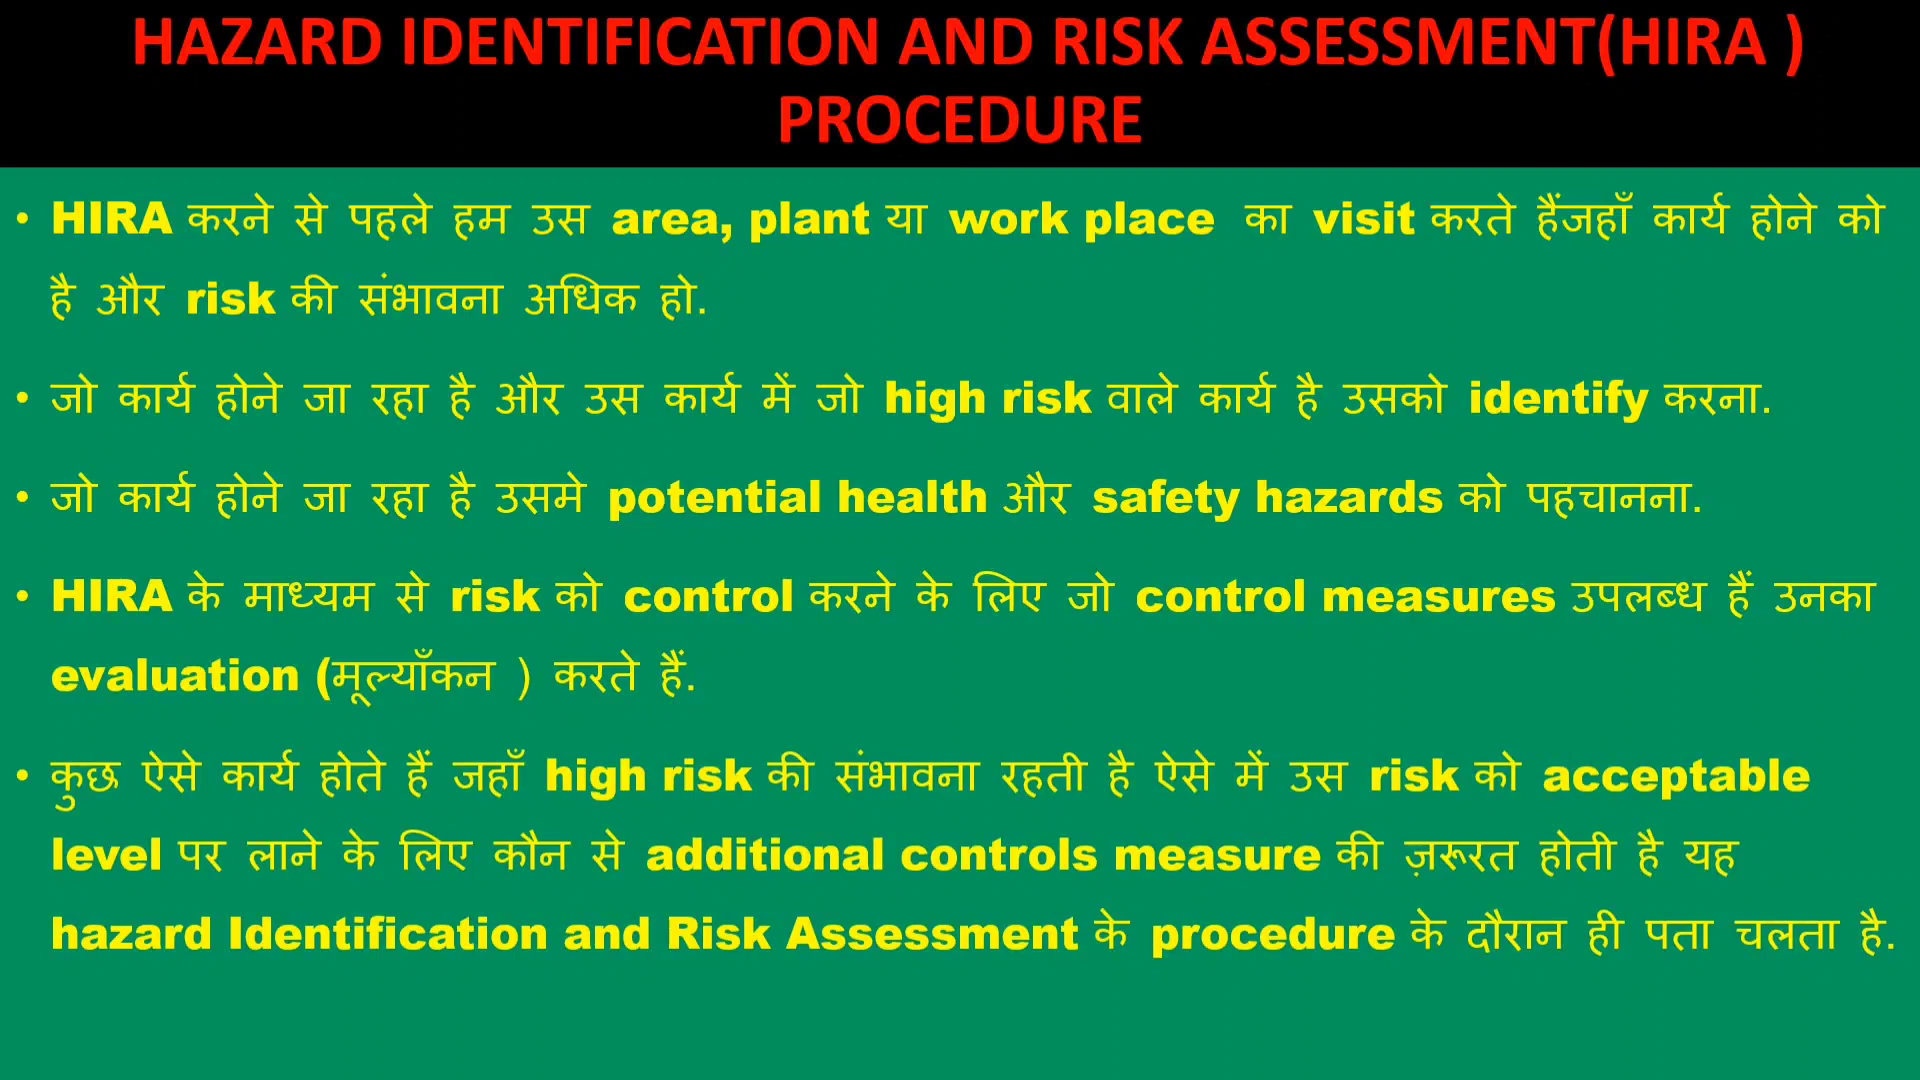 HAZARD IDENTIFICATION AND RISK ASSESSMENT(HIRA )
PROCEDURE
• HIRA करने से पहले हम उस area, plant या work place का visit करते हैंजहाँ कार्य होने को
है और risk की संभावना अधिक हो.
• जो कार्य होने जा रहा है और उस कार्य में जो high risk वाले कार्य है उसको identify करना.
• जो कार्य होने जा रहा है उसमे potential health और safety hazards को पहचानना.
• HIRA के माध्यम से risk को control करने के लिए जो control measures उपलब्ध हैं उनका
evaluation (मूल्याँकन ) करते हैं.
• कुछ ऐसे कार्य होते हैं जहाँ high risk की संभावना रहती है ऐसे में उस risk को acceptable
level पर लाने के लिए कौन से additional controls measure की ज़रूरत होती है यह
hazard Identification and Risk Assessment के procedure के दौरान ही पता चलता है.